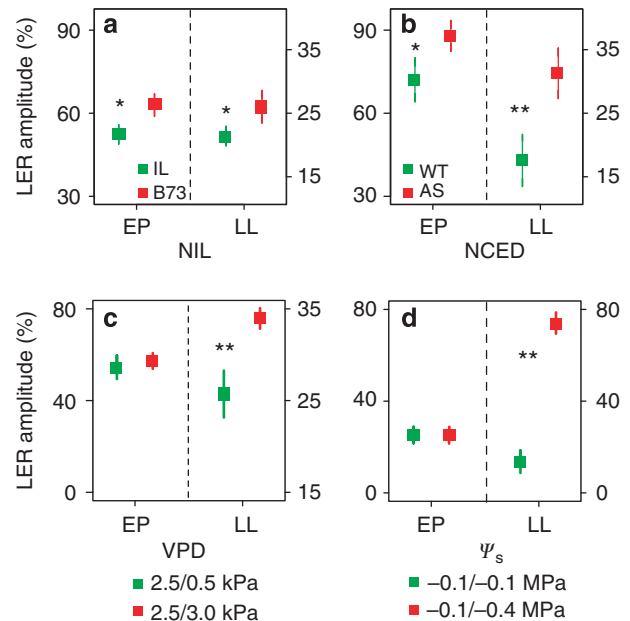 a
b
LER amplitude (%)
90
60
30
35
25
15
*
*
IL
B73
EP
LL
NIL
90
60
30
35
25
15
*
**
WT
AS
EP
LL
NCED
c
d
LER amplitude (%)
80
40
0
35
25
15
**
EP
LL
VPD
2.5/0.5 kPa
2.5/3.0 kPa
80
40
0
80
40
0
**
EP
LL
Ψs
–0.1/–0.1 MPa
–0.1/–0.4 MPa